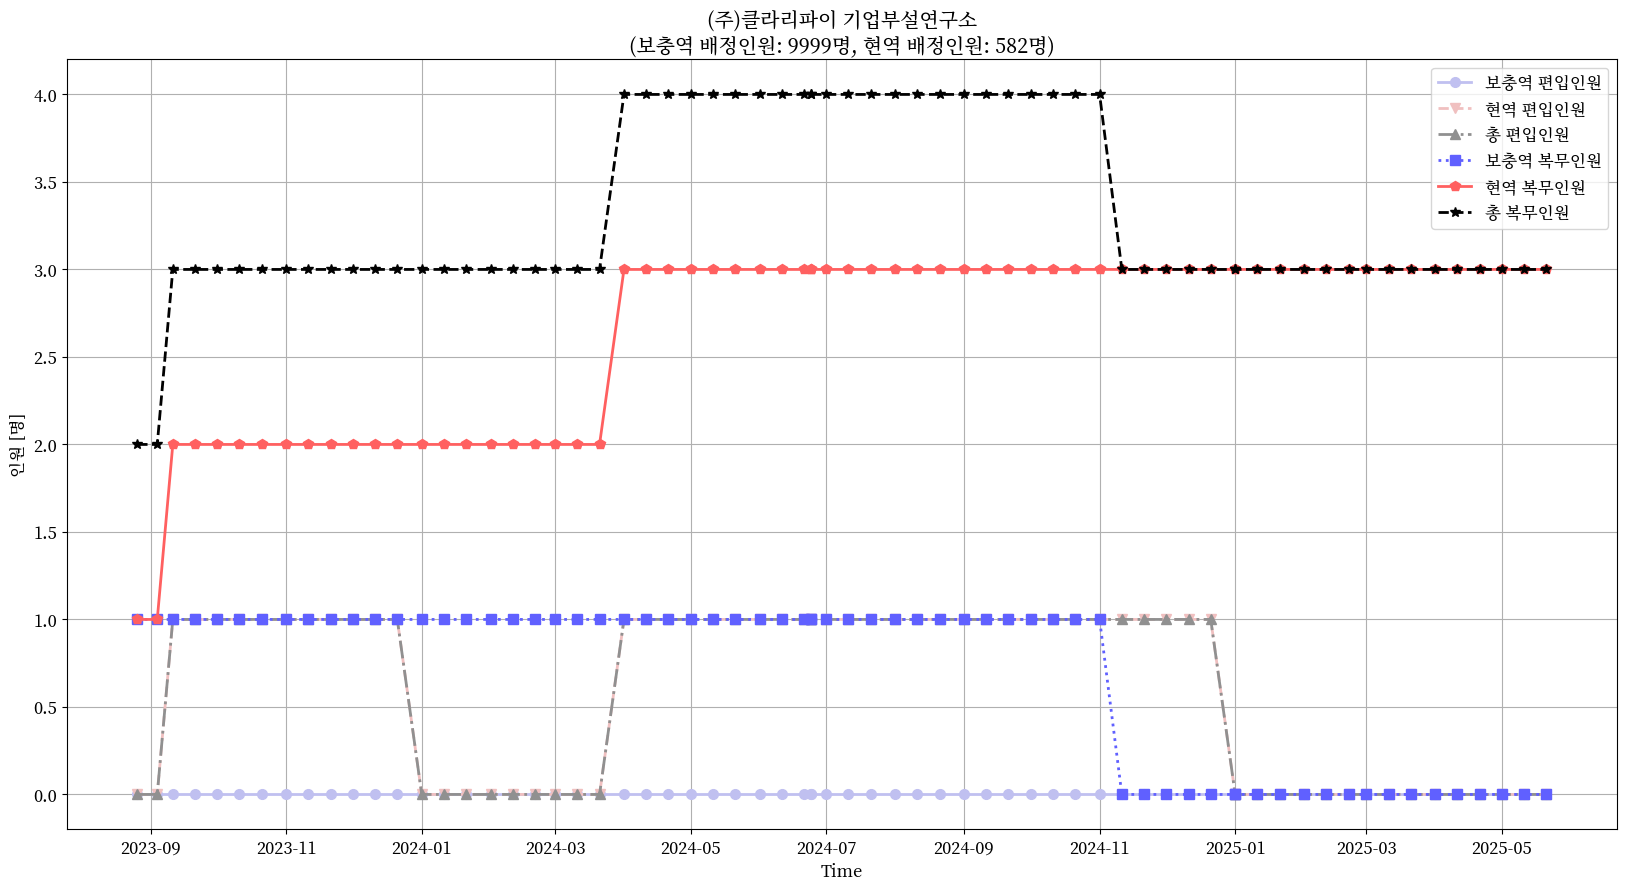 (주)클라리파이 기업부설연구소
(보충역 배정인원: 9999명, 현역 배정인원: 582명)
보충역 편입인원
현역 편입인원
총 편입인원
보충역 복무인원
현역 복무인원
총 복무인원
4.0
3.5
3.0
2.5
2.0
1.5
1.0
0.5
0.0
인원 [명]
2023-09
2023-11
2024-01
2024-03
2024-05
2024-07
2024-09
2024-11
2025-01
2025-03
2025-05
Time